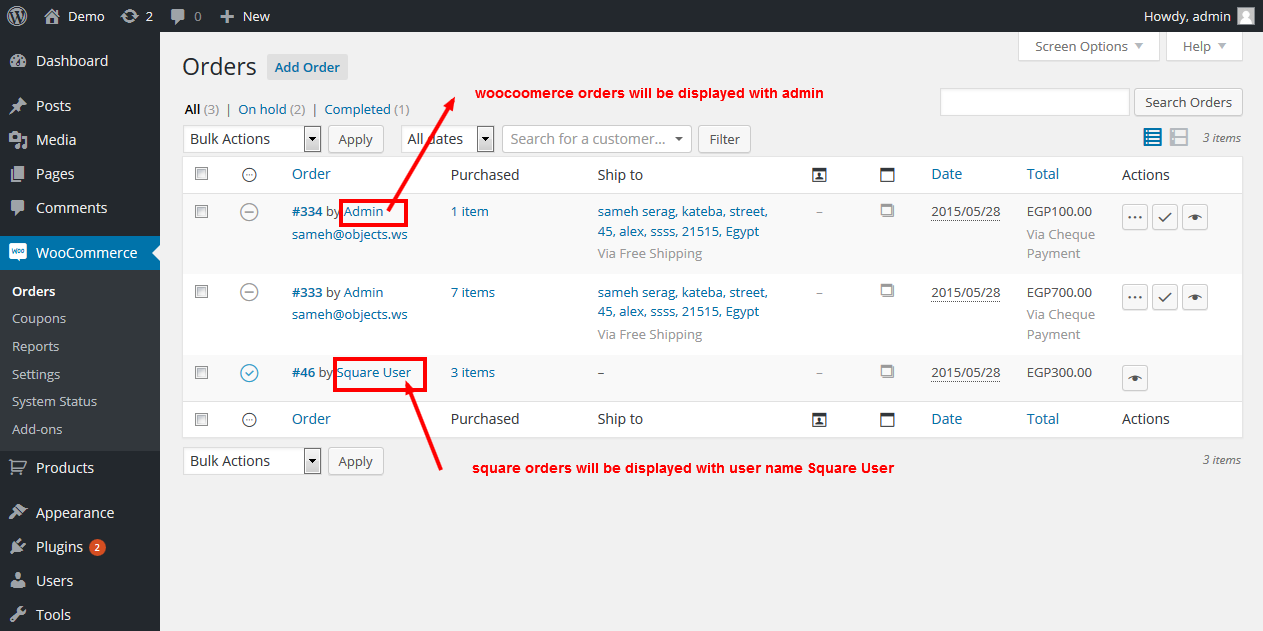 Demo 2 0 New Howdy, admin
Dashboard
Posts
Media
Pages
Comments
WooCommerce
Orders
Coupons
Reports
Settings
System Status
Add-ons
Products
Appearance
Plugins 2
Users
Tools
Screen Options Help
Orders Add Order
woocoomerce orders will be displayed with admin
All (3) | On hold (2) | Completed (1)
Search Orders
Bulk Actions Apply All dates Search for a customer... Filter 3 items
Order Purchased Ship to Date Total Actions
#334 by Admin 1 item sameh serag, kateba, street, – 2015/05/28 EGP100.00
sameh@objects.ws 45, alex, ssss, 21515, Egypt Via Cheque
Via Free Shipping Payment
#333 by Admin 7 items sameh serag, kateba, street, – 2015/05/28 EGP700.00
sameh@objects.ws 45, alex, ssss, 21515, Egypt Via Cheque
Via Free Shipping Payment
#46 by Square User 3 items – – 2015/05/28 EGP300.00
Order Purchased Ship to Date Total Actions
Bulk Actions Apply 3 items
square orders will be displayed with user name Square User